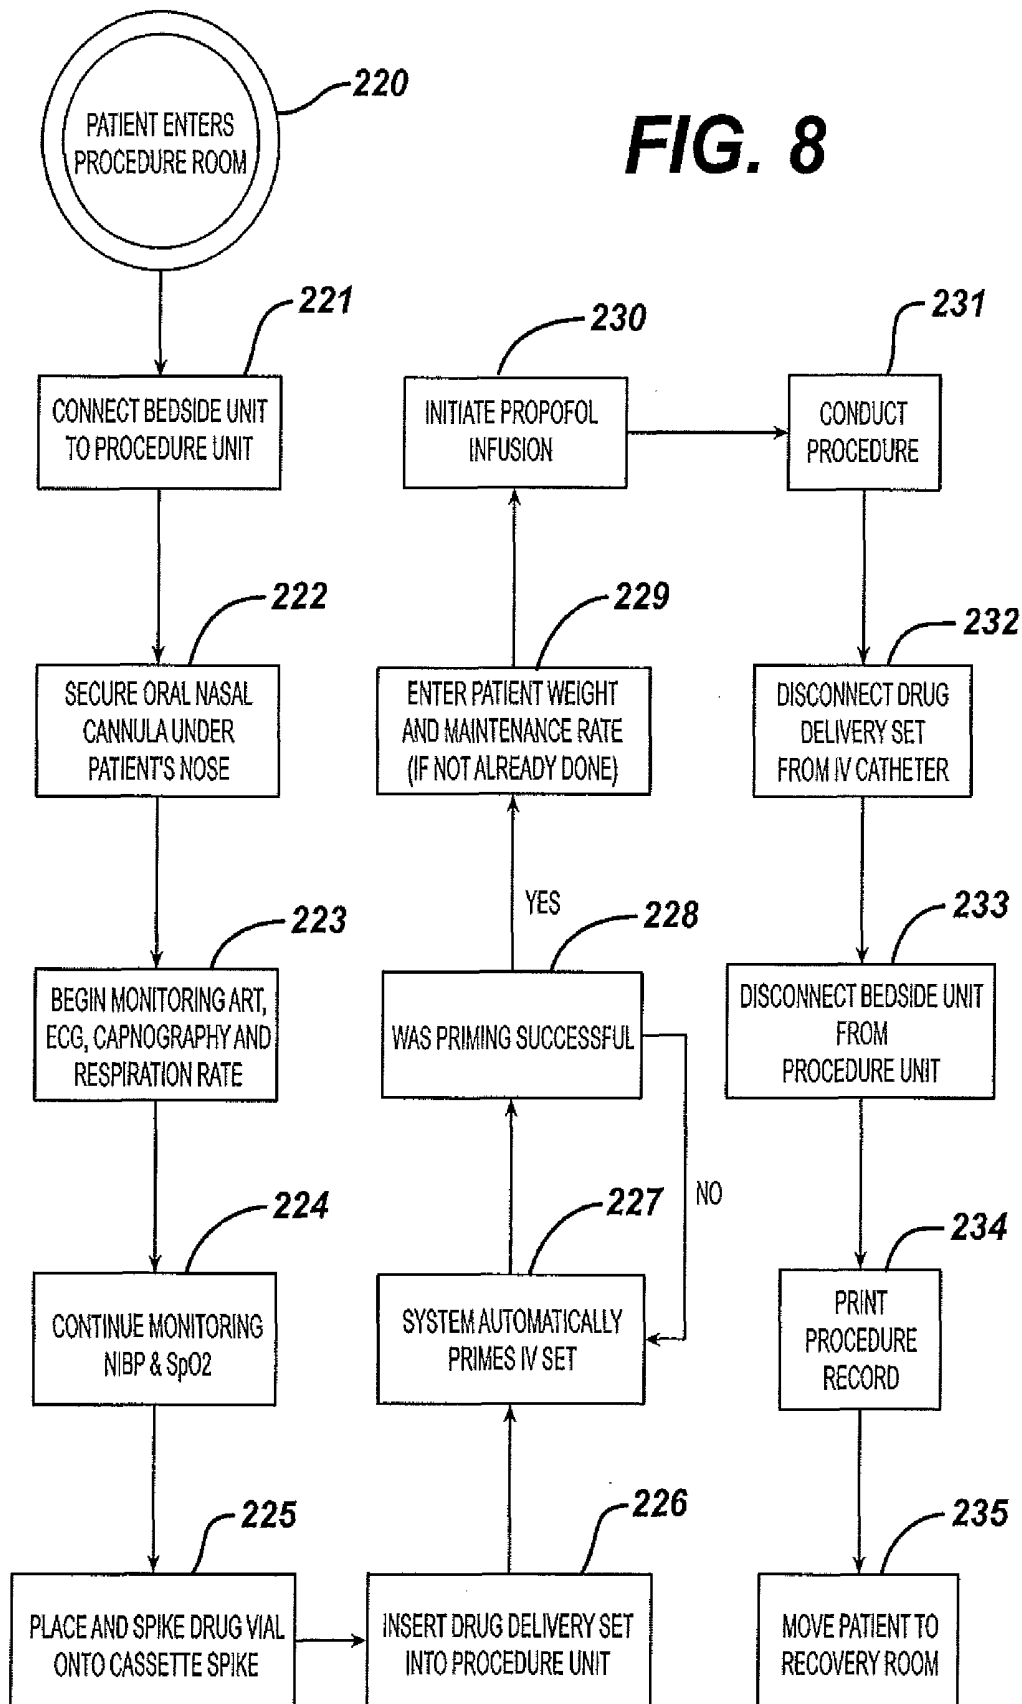 FIG. 8
PATIENT ENTERS
PROCEDURE ROOM
220
221
CONNECT BEDSIDE UNIT
TO PROCEDURE UNIT
222
SECURE ORAL NASAL
CANNULA UNDER
PATIENT'S NOSE
223
BEGIN MONITORING ART,
ECG, CAPNOGRAPHY AND
RESPIRATION RATE
224
CONTINUE MONITORING
NIBP & SpO2
225
PLACE AND SPIKE DRUG VIAL
ONTO CASSETTE SPIKE
226
INSERT DRUG DELIVERY SET
INTO PROCEDURE UNIT
227
SYSTEM AUTOMATICALLY
PRIMES IV SET
228
WAS PRIMING SUCCESSFUL
NO
YES
229
ENTER PATIENT WEIGHT
AND MAINTENANCE RATE
(IF NOT ALREADY DONE)
230
INITIATE PROPOFOL
INFUSION
231
CONDUCT
PROCEDURE
232
DISCONNECT DRUG
DELIVERY SET
FROM IV CATHETER
233
DISCONNECT BEDSIDE UNIT
FROM
PROCEDURE UNIT
234
PRINT
PROCEDURE
RECORD
235
MOVE PATIENT TO
RECOVERY ROOM